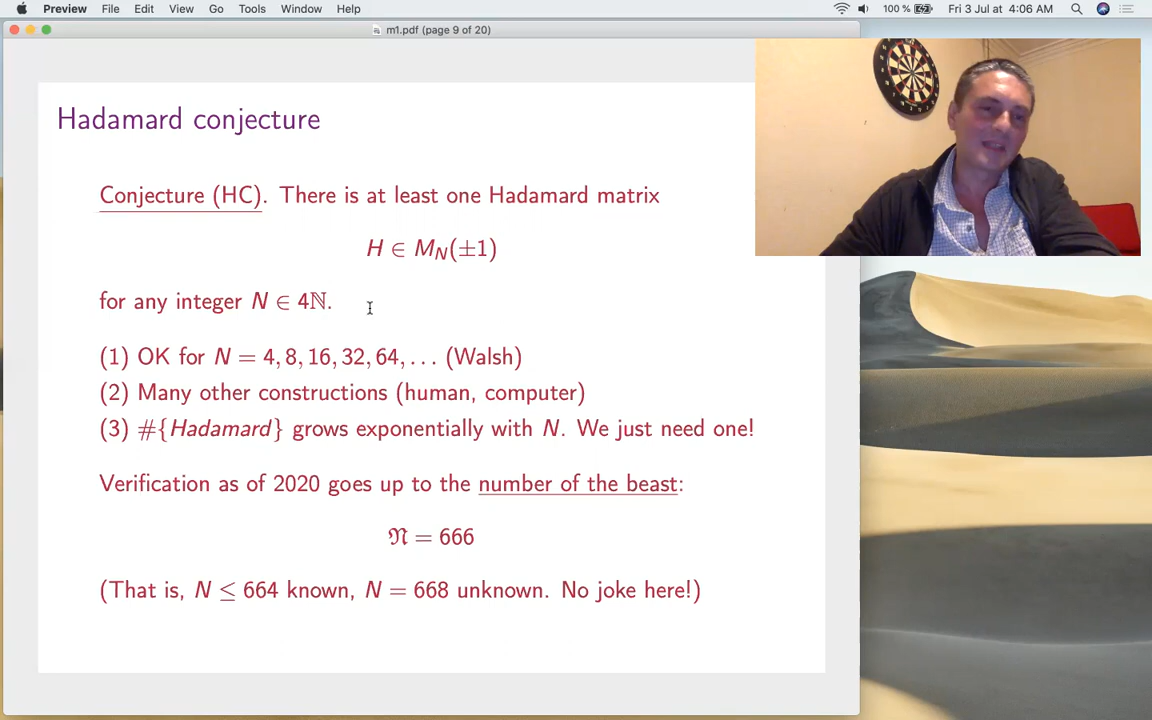 Preview File Edit View Go Tools Window Help 100 % Fri 3 Jul at 4:06 AM
m1.pdf (page 9 of 20)
Hadamard conjecture
Conjecture (HC). There is at least one Hadamard matrix
H ∈ M_N(±1)
for any integer N ∈ 4ℕ.
(1) OK for N = 4, 8, 16, 32, 64, . . . (Walsh)
(2) Many other constructions (human, computer)
(3) #{Hadamard} grows exponentially with N. We just need one!
Verification as of 2020 goes up to the number of the beast:
𝔑 = 666
(That is, N ≤ 664 known, N = 668 unknown. No joke here!)